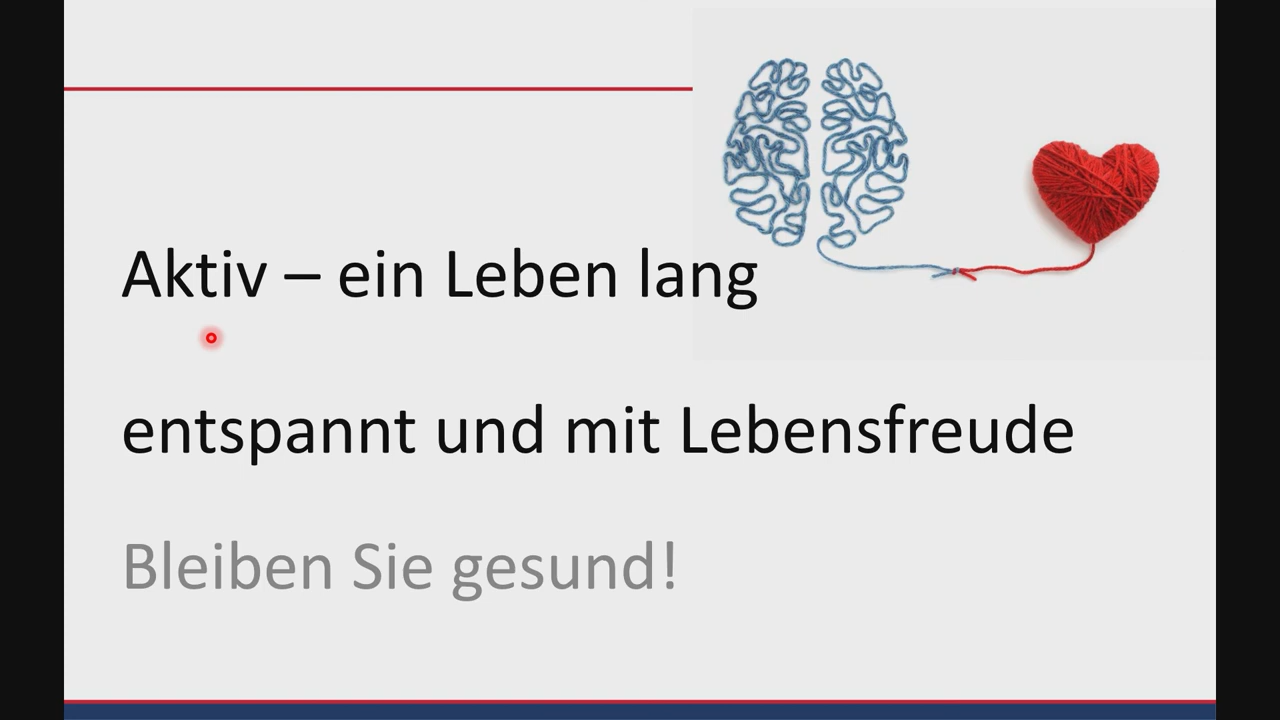 Aktiv – ein Leben lang
entspannt und mit Lebensfreude
Bleiben Sie gesund!